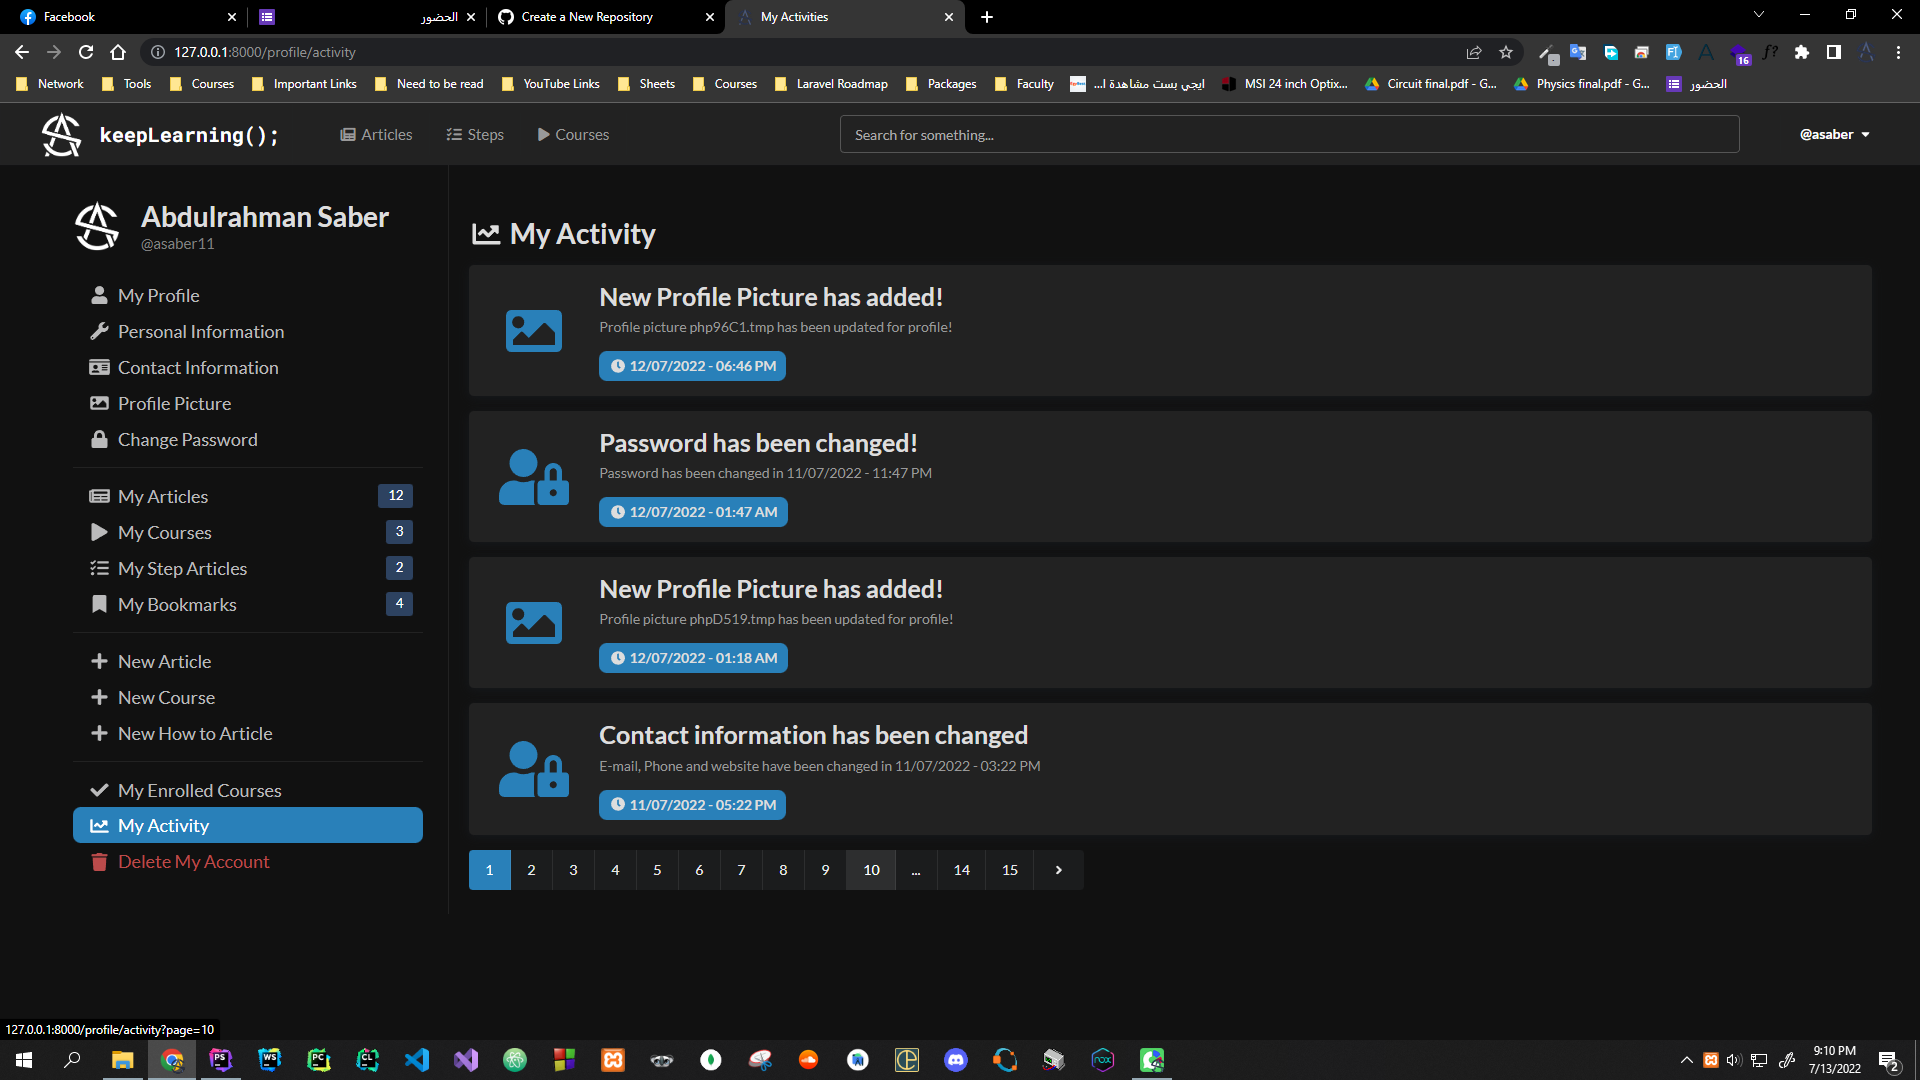 Facebook
الحضور
Create a New Repository
My Activities
127.0.0.1:8000/profile/activity
16
f?
Network
Tools
Courses
Important Links
Need to be read
YouTube Links
Sheets
Courses
Laravel Roadmap
Packages
Faculty
ايجي بست مشاهدة ا...
MSI 24 inch Optix...
Circuit final.pdf - G...
Physics final.pdf - G...
الحضور
keepLearning();
Articles
Steps
Courses
Search for something...
@asaber
Abdulrahman Saber
@asaber11
My Profile
Personal Information
Contact Information
Profile Picture
Change Password
My Articles 12
My Courses 3
My Step Articles 2
My Bookmarks 4
New Article
New Course
New How to Article
My Enrolled Courses
My Activity
Delete My Account
My Activity
New Profile Picture has added!
Profile picture php96C1.tmp has been updated for profile!
12/07/2022 - 06:46 PM
Password has been changed!
Password has been changed in 11/07/2022 - 11:47 PM
12/07/2022 - 01:47 AM
New Profile Picture has added!
Profile picture phpD519.tmp has been updated for profile!
12/07/2022 - 01:18 AM
Contact information has been changed
E-mail, Phone and website have been changed in 11/07/2022 - 03:22 PM
11/07/2022 - 05:22 PM
1 2 3 4 5 6 7 8 9 10 ... 14 15
127.0.0.1:8000/profile/activity?page=10
PS
WS
PC
CL
nox
9:10 PM
7/13/2022
2